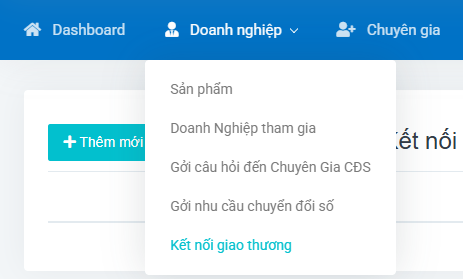 Dashboard Doanh nghiệp Chuyên gia
Sản phẩm
Doanh Nghiệp tham gia
Thêm mới
Kết nối
Gởi câu hỏi đến Chuyên Gia CĐS
Gởi nhu cầu chuyển đổi số
Kết nối giao thương